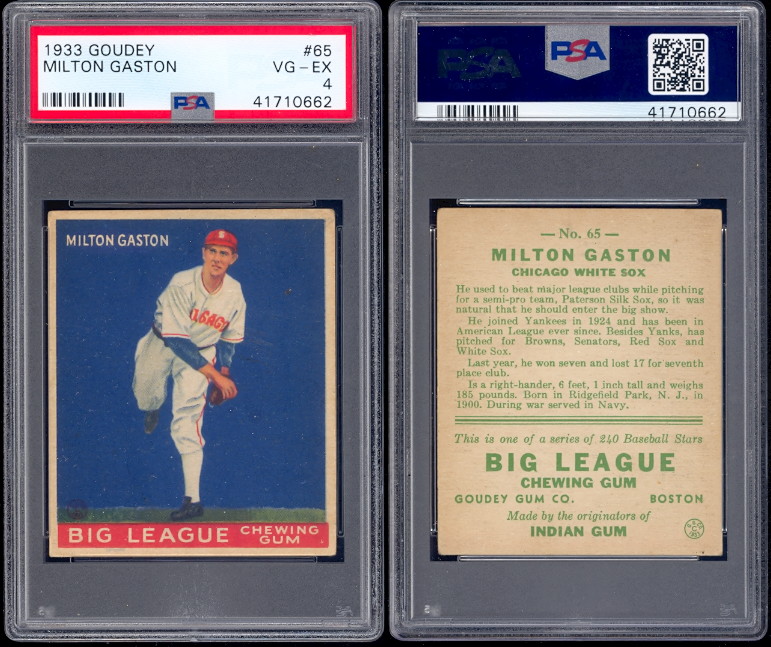 1933 GOUDEY #65
MILTON GASTON VG-EX
4
PSA 41710662
MILTON GASTON
BIG LEAGUE CHEWING GUM
PSA PSA
41710662
— No. 65 —
MILTON GASTON
CHICAGO WHITE SOX
He used to beat major league clubs while pitching
for a semi-pro team, Paterson Silk Sox, so it was
natural that he should enter the big show.
He joined Yankees in 1924 and has been in
American League ever since. Besides Yanks, has
pitched for Browns, Senators, Red Sox and
White Sox.
Last year, he won seven and lost 17 for seventh
place club.
Is a right-hander, 6 feet, 1 inch tall and weighs
185 pounds. Born in Ridgefield Park, N. J., in
1900. During war served in Navy.
This is one of a series of 240 Baseball Stars
BIG LEAGUE
CHEWING GUM
GOUDEY GUM CO. BOSTON
Made by the originators of
INDIAN GUM